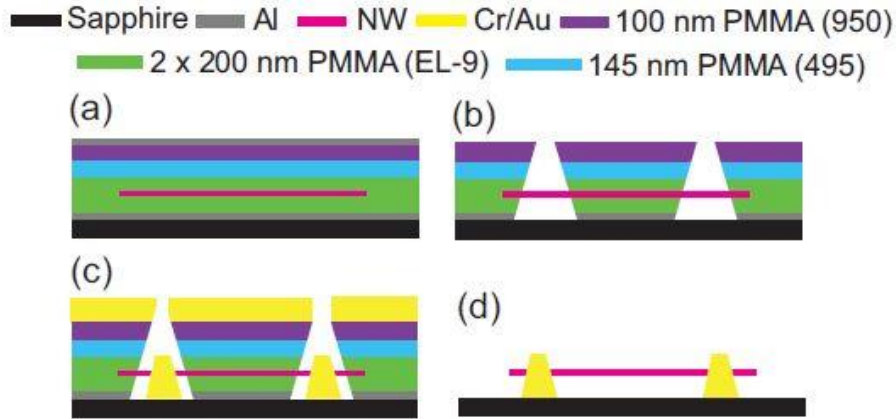 Sapphire Al NW Cr/Au 100 nm PMMA (950)
2 x 200 nm PMMA (EL-9) 145 nm PMMA (495)
(a)
(b)
(c)
(d)